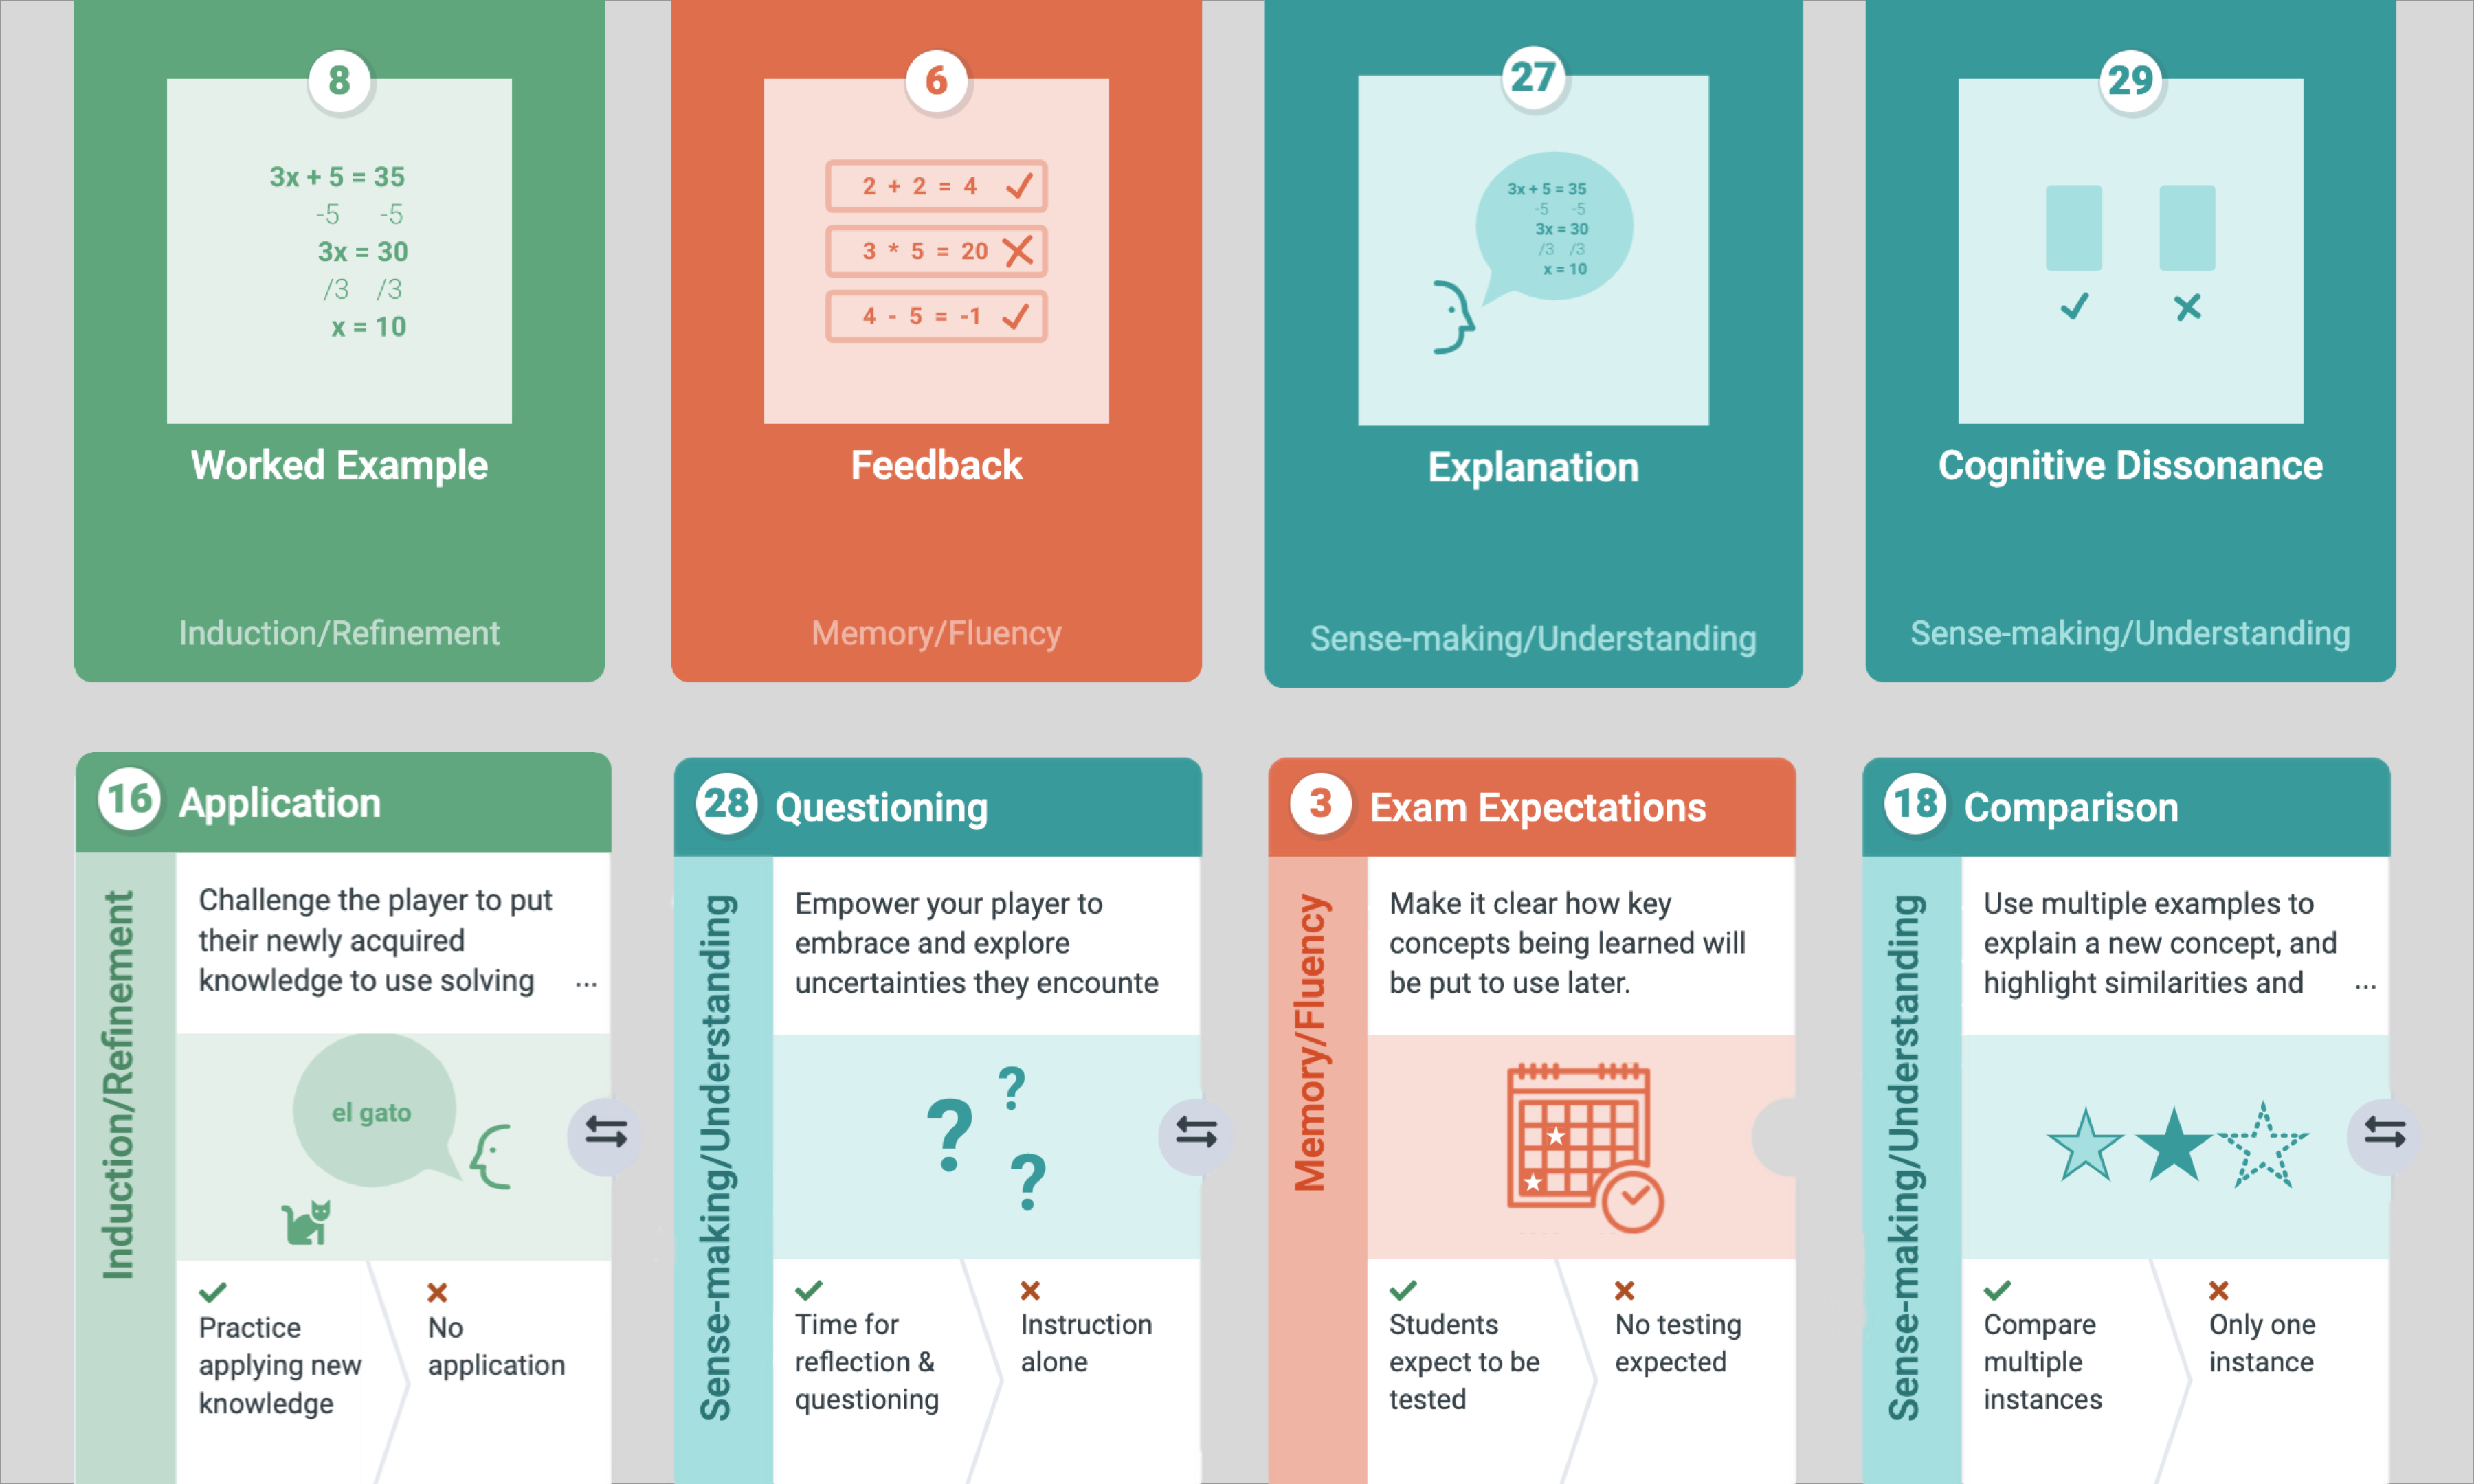 8
3x + 5 = 35
-5 -5
3x = 30
/3 /3
x = 10
Worked Example
Induction/Refinement
6
2 + 2 = 4
3 * 5 = 20
4 - 5 = -1
Feedback
Memory/Fluency
27
3x + 5 = 35
-5 -5
3x = 30
/3 /3
x = 10
Explanation
Sense-making/Understanding
29
Cognitive Dissonance
Sense-making/Understanding
16 Application
Induction/Refinement
Challenge the player to put
their newly acquired
knowledge to use solving ...
el gato
Practice
applying new
knowledge
No
application
28 Questioning
Sense-making/Understanding
Empower your player to
embrace and explore
uncertainties they encounte
? ? ?
Time for
reflection &
questioning
Instruction
alone
3 Exam Expectations
Memory/Fluency
Make it clear how key
concepts being learned will
be put to use later.
Students
expect to be
tested
No testing
expected
18 Comparison
Sense-making/Understanding
Use multiple examples to
explain a new concept, and
highlight similarities and ...
Compare
multiple
instances
Only one
instance